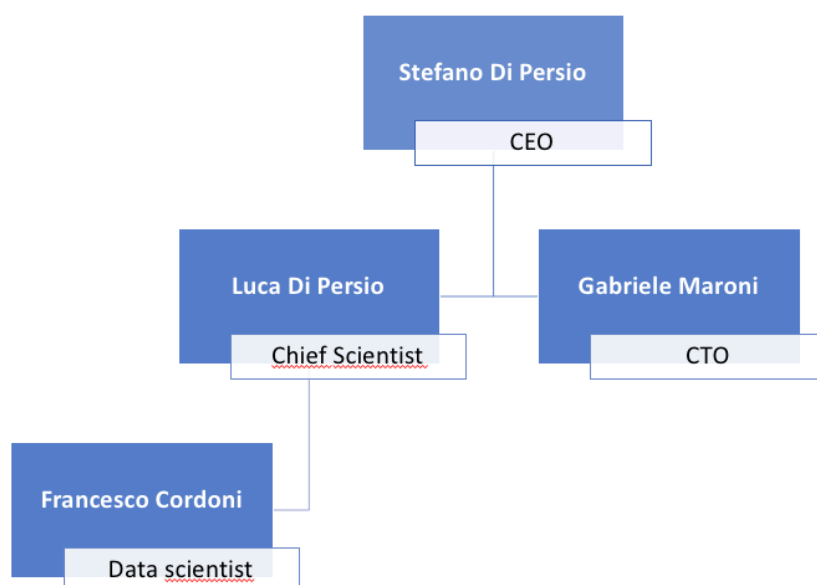 Stefano Di Persio
CEO
Luca Di Persio
Chief Scientist
Gabriele Maroni
CTO
Francesco Cordoni
Data scientist